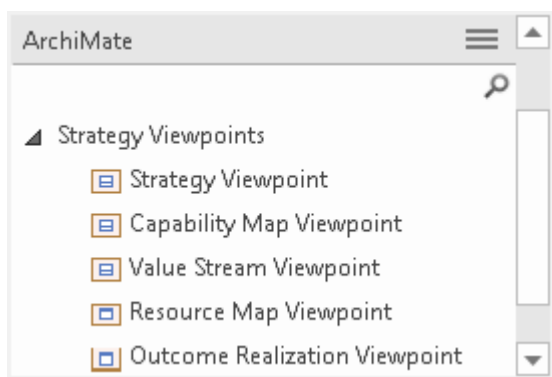 ArchiMate
Strategy Viewpoints
Strategy Viewpoint
Capability Map Viewpoint
Value Stream Viewpoint
Resource Map Viewpoint
Outcome Realization Viewpoint